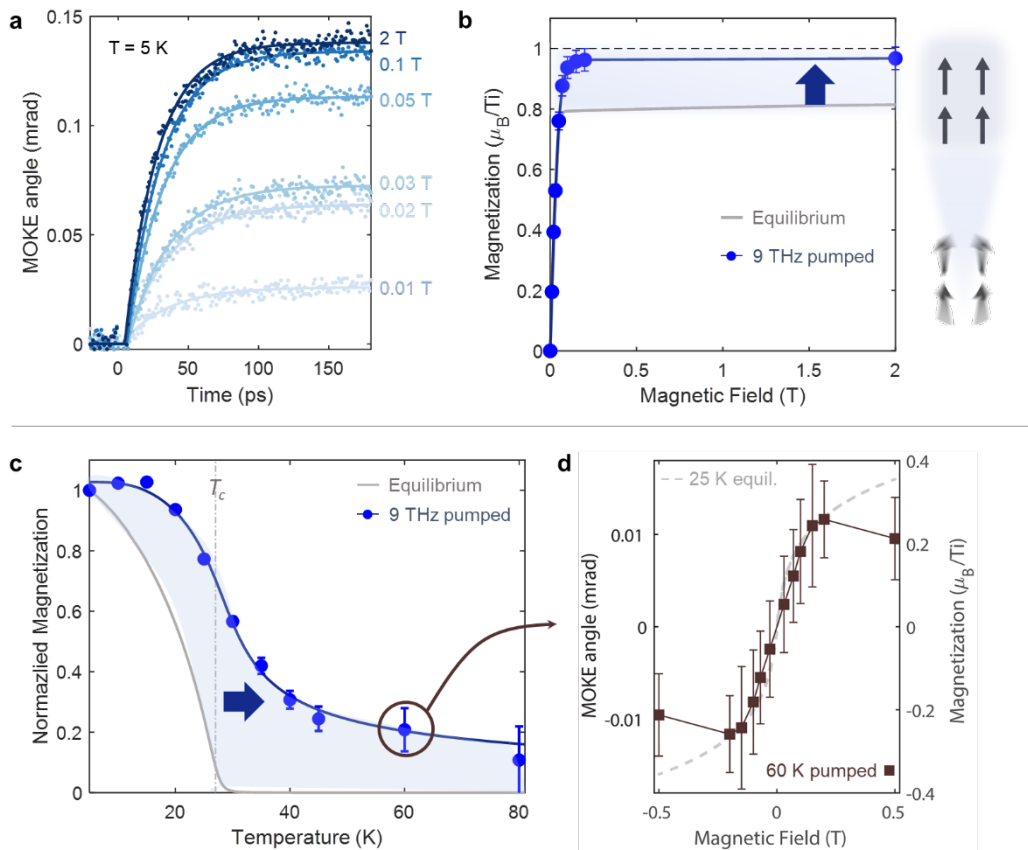 a
T = 5 K
2 T
0.1 T
0.05 T
0.03 T
0.02 T
0.01 T
0.15
0.1
0.05
0
MOKE angle (mrad)
0 50 100 150
Time (ps)
b
1
0.8
0.6
0.4
0.2
0
Magnetization (μB/Ti)
Equilibrium
9 THz pumped
0 0.5 1 1.5 2
Magnetic Field (T)
c
Tc
Equilibrium
9 THz pumped
1.0
0.8
0.6
0.4
0.2
0
Normazlied Magnetization
20 40 60 80
Temperature (K)
d
25 K equil.
0.01
0
-0.01
MOKE angle (mrad)
0.4
0.2
0
-0.2
-0.4
Magnetization (μB/Ti)
60 K pumped
-0.5 0 0.5
Magnetic Field (T)